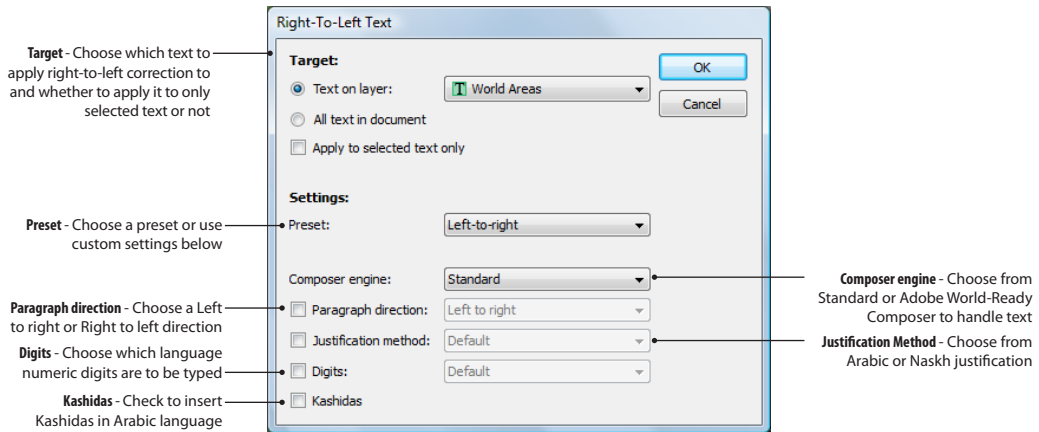 Right-To-Left Text
Target - Choose which text to
apply right-to-left correction to
and whether to apply it to only
selected text or not
Target:
Text on layer:
T World Areas
All text in document
Apply to selected text only
OK
Cancel
Settings:
Preset - Choose a preset or use
custom settings below
Preset:
Left-to-right
Composer engine:
Standard
Composer engine - Choose from
Standard or Adobe World-Ready
Composer to handle text
Paragraph direction - Choose a Left
to right or Right to left direction
Paragraph direction:
Left to right
Justification method:
Default
Justification Method - Choose from
Arabic or Naskh justification
Digits - Choose which language
numeric digits are to be typed
Digits:
Default
Kashidas - Check to insert
Kashidas in Arabic language
Kashidas